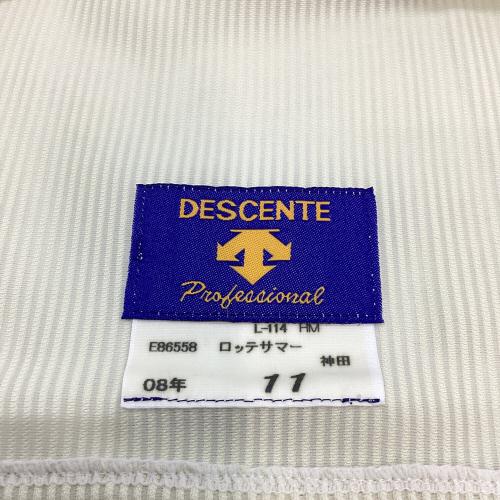 DESCENTE
Professional
L-114 HM
E86558 ロッテサマー
神田
08年 11